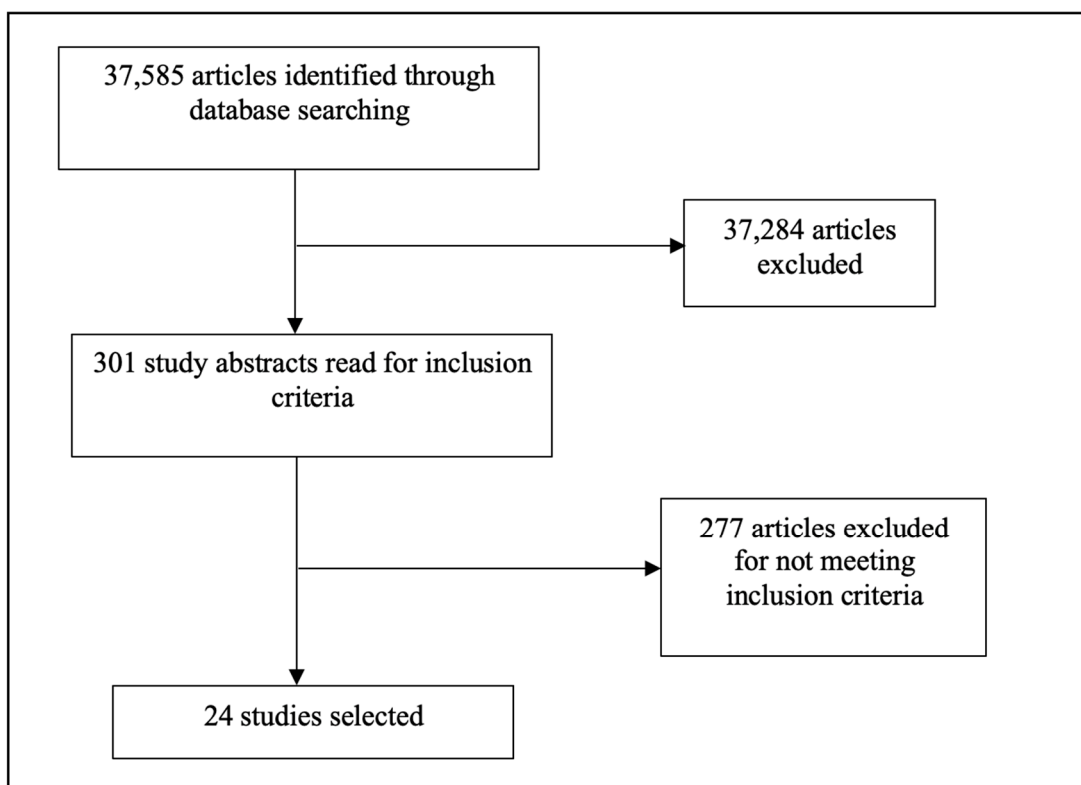 37,585 articles identified through
database searching
37,284 articles
excluded
301 study abstracts read for inclusion
criteria
277 articles excluded
for not meeting
inclusion criteria
24 studies selected